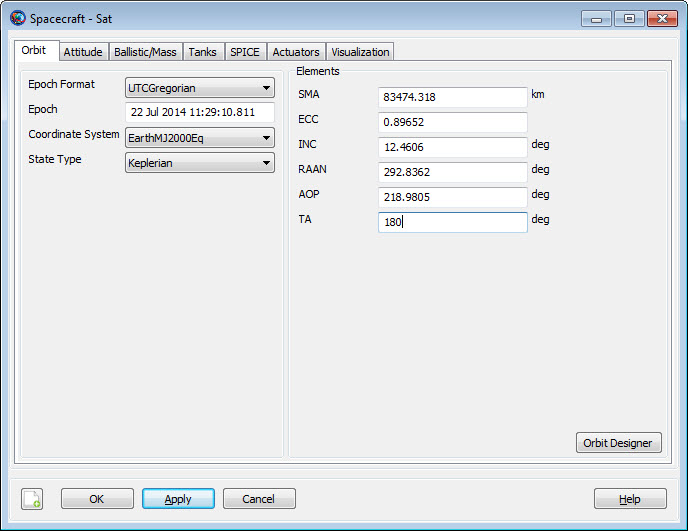 Spacecraft - Sat
Orbit Attitude Ballistic/Mass Tanks SPICE Actuators Visualization
Epoch Format UTCGregorian
Epoch 22 Jul 2014 11:29:10.811
Coordinate System EarthMJ2000Eq
State Type Keplerian
Elements
SMA 83474.318 km
ECC 0.89652
INC 12.4606 deg
RAAN 292.8362 deg
AOP 218.9805 deg
TA 180 deg
Orbit Designer
OK Apply Cancel Help